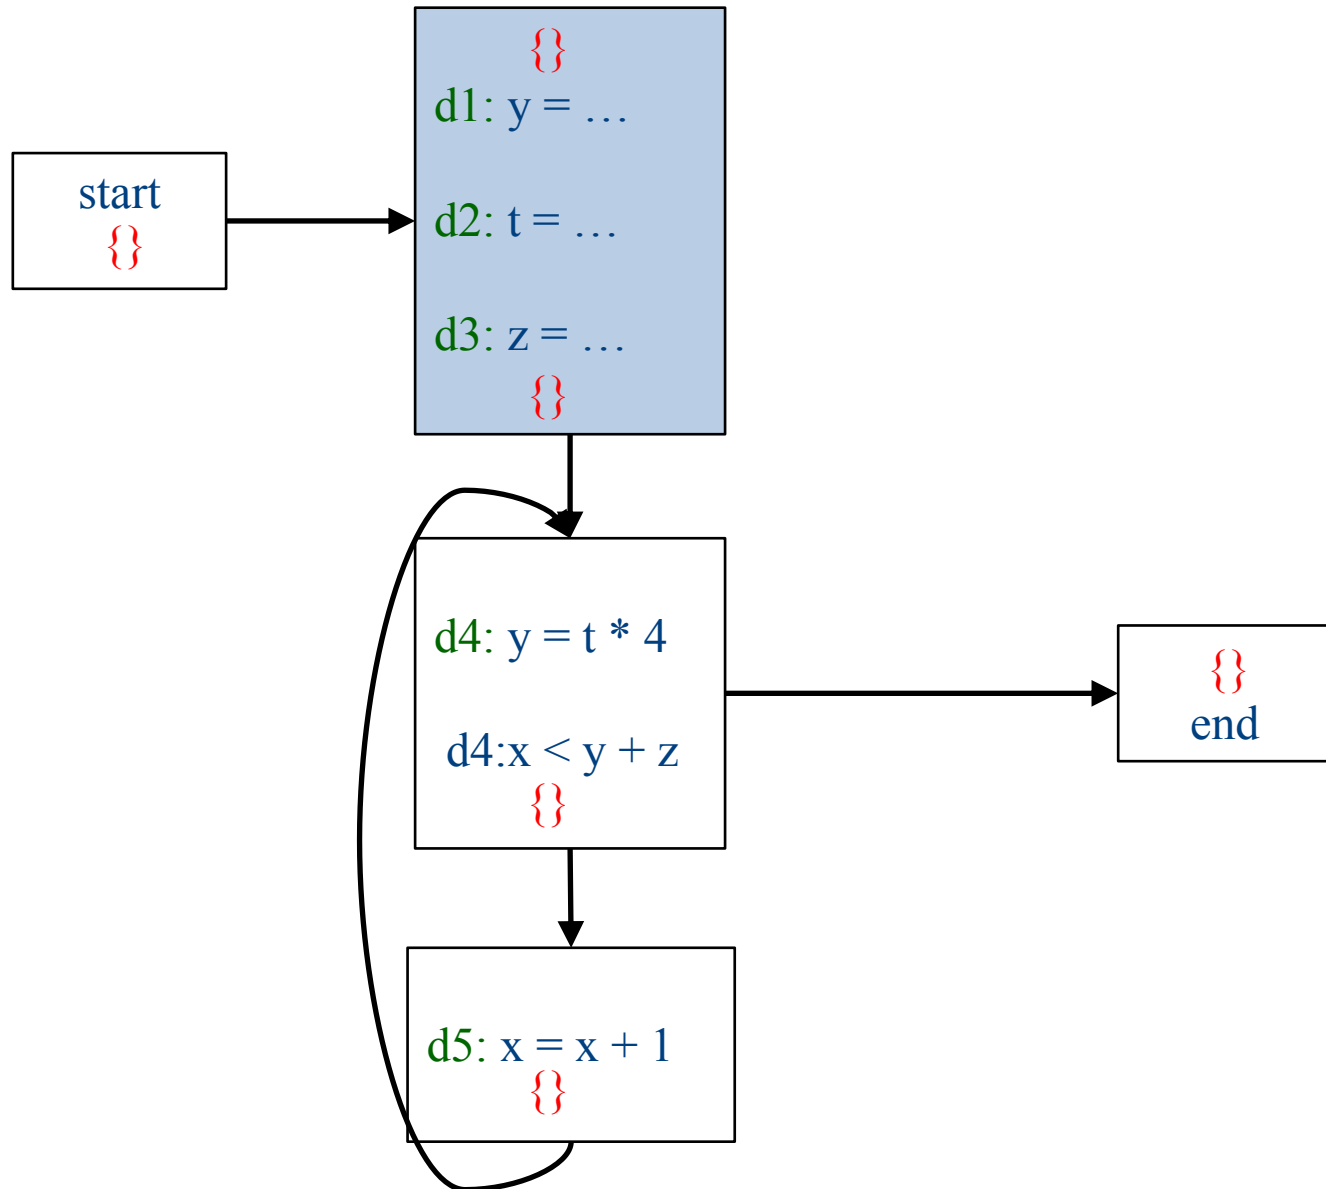 start
{}
{}
d1: y = …
d2: t = …
d3: z = …
{}
d4: y = t * 4
d4:x < y + z
{}
{}
end
d5: x = x + 1
{}